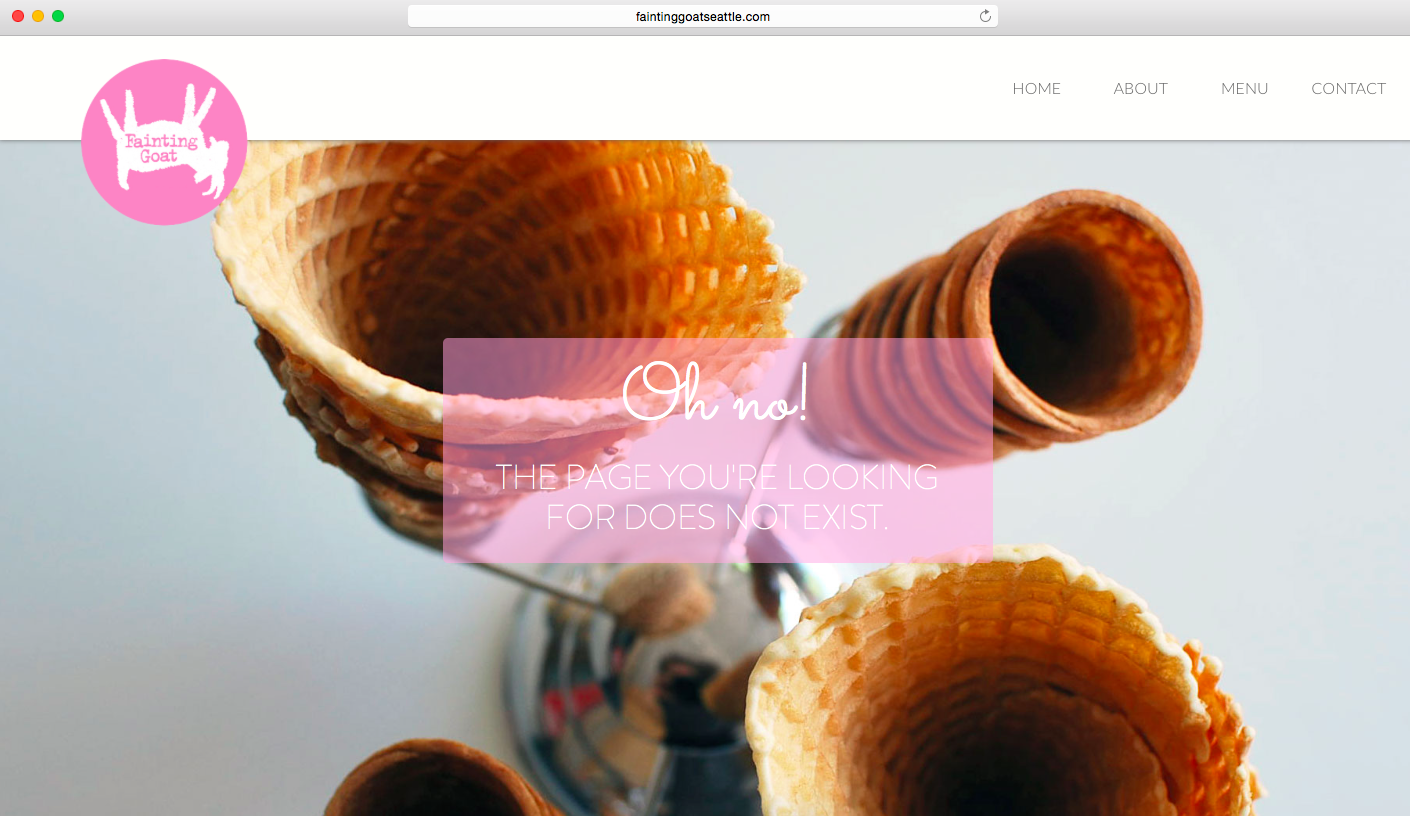 faintinggoatseattle.com
Fainting
Goat
HOME ABOUT MENU CONTACT
Oh no!
THE PAGE YOU'RE LOOKING
FOR DOES NOT EXIST.